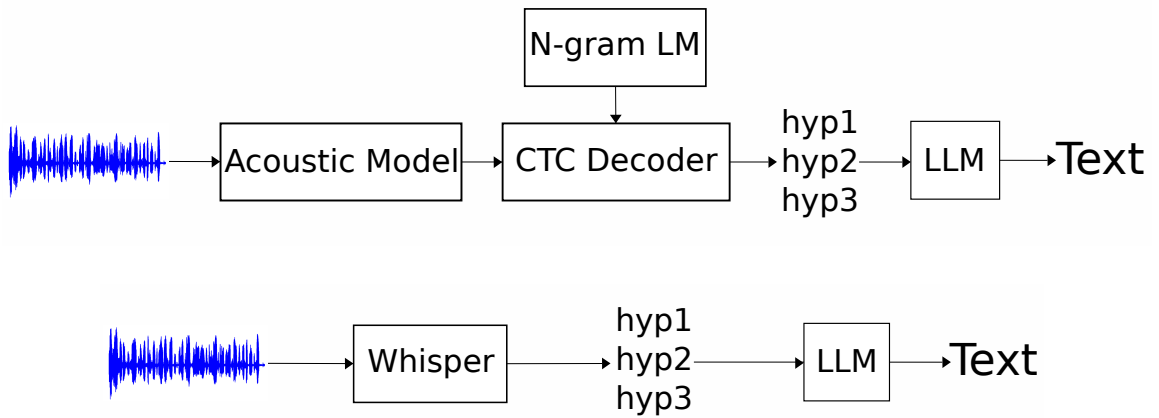 N-gram LM
Acoustic Model
CTC Decoder
hyp1
hyp2
hyp3
LLM
Text
Whisper
hyp1
hyp2
hyp3
LLM
Text